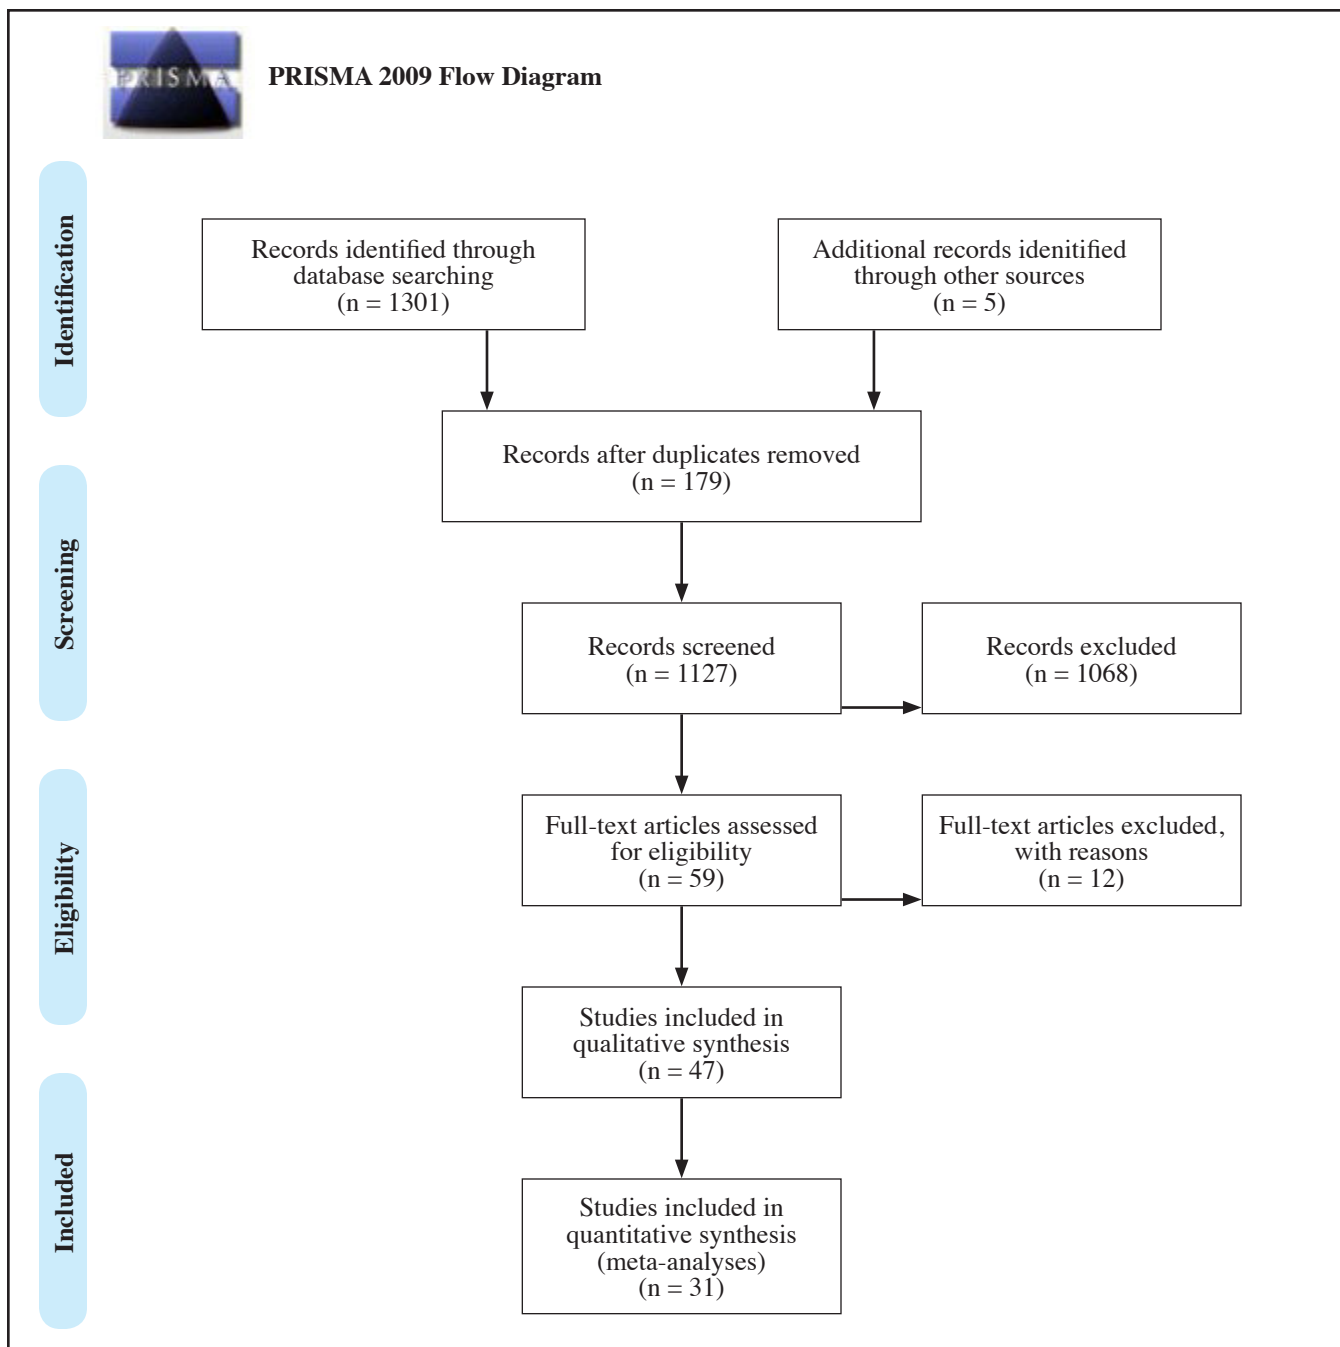 PRISMA
PRISMA 2009 Flow Diagram
Identification
Records identified through
database searching
(n = 1301)
Additional records idenitified
through other sources
(n = 5)
Records after duplicates removed
(n = 179)
Screening
Records screened
(n = 1127)
Records excluded
(n = 1068)
Eligibility
Full-text articles assessed
for eligibility
(n = 59)
Full-text articles excluded,
with reasons
(n = 12)
Studies included in
qualitative synthesis
(n = 47)
Included
Studies included in
quantitative synthesis
(meta-analyses)
(n = 31)